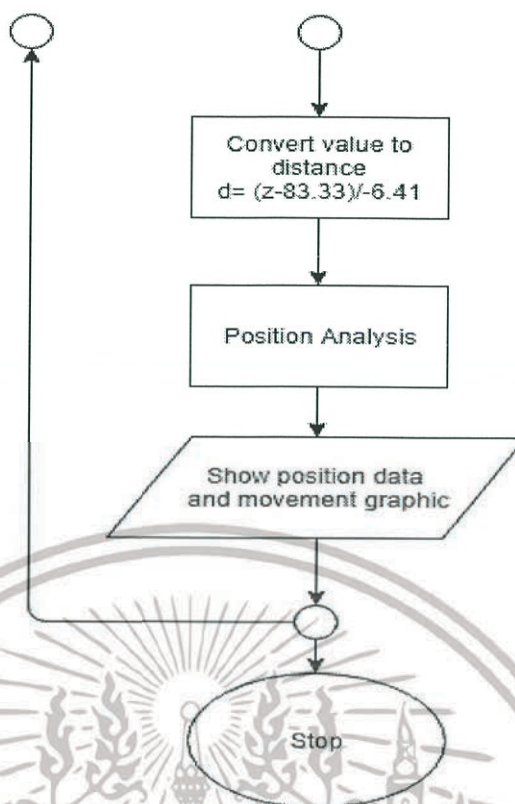 Convert value to
distance
d= (z-83.33)/-6.41
Position Analysis
Show position data
and movement graphic
Stop